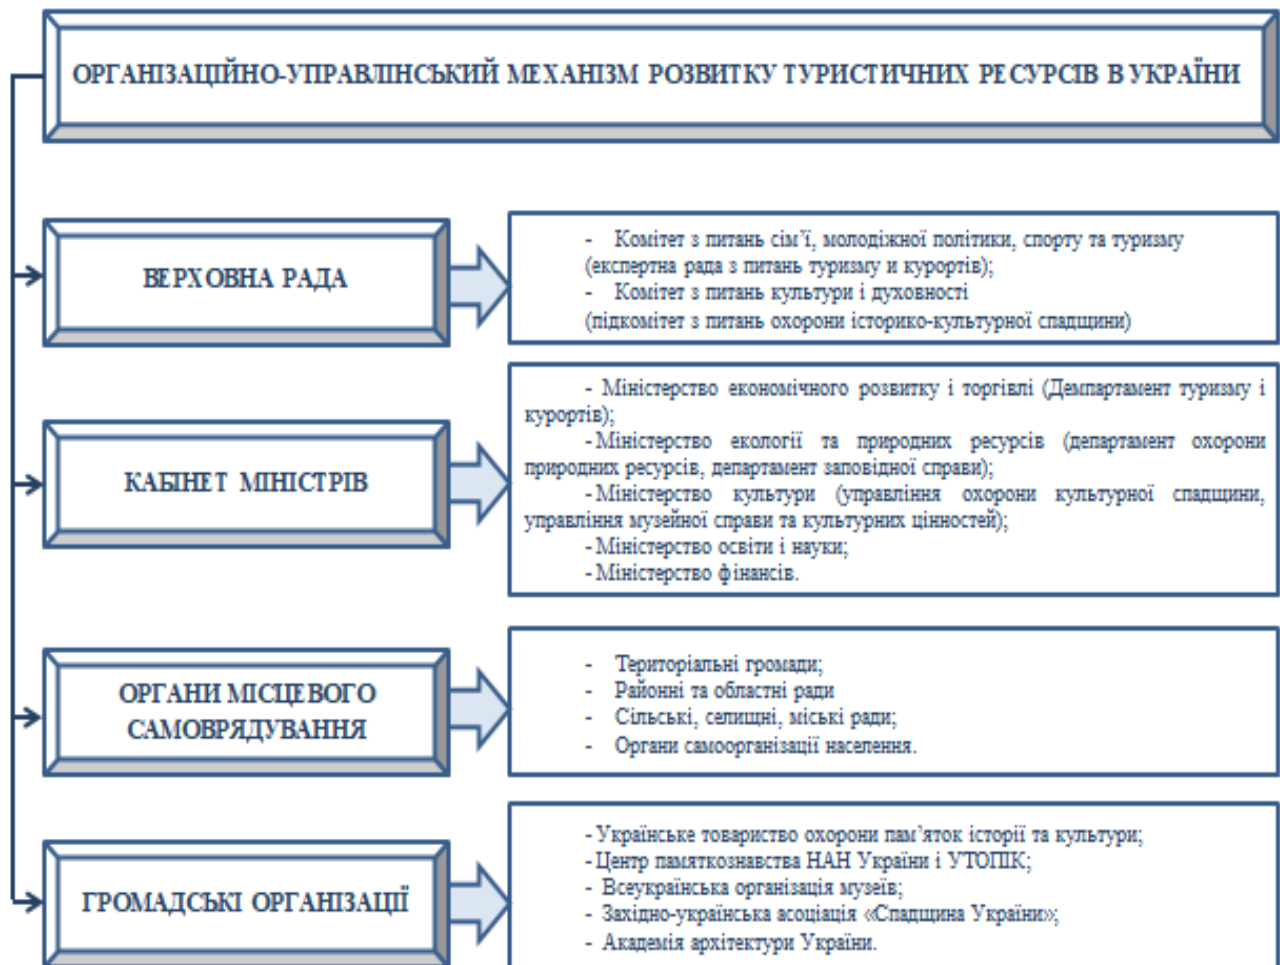 ОРГАНІЗАЦІЙНО-УПРАВЛІНСЬКИЙ МЕХАНІЗМ РОЗВИТКУ ТУРИСТИЧНИХ РЕСУРСІВ В УКРАЇНИ
ВЕРХОВНА РАДА
- Комітет з питань сім’ї, молодіжної політики, спорту та туризму
(експертна рада з питань туризму и курортів);
- Комітет з питань культури і духовності
(підкомітет з питань охорони історико-культурної спадщини)
КАБІНЕТ МІНІСТРІВ
- Міністерство економічного розвитку і торгівлі (Демпартамент туризму і
курортів);
- Міністерство екології та природних ресурсів (департамент охорони
природних ресурсів, департамент заповідної справи);
- Міністерство культури (управління охорони культурної спадщини,
управління музейної справи та культурних цінностей);
- Міністерство освіти і науки;
- Міністерство фінансів.
ОРГАНИ МІСЦЕВОГО
САМОВРЯДУВАННЯ
- Територіальні громади;
- Районні та областні ради
- Сільські, селищні, міські ради;
- Органи самоорганізації населення.
ГРОМАДСЬКІ ОРГАНІЗАЦІЇ
- Українське товариство охорони пам’яток історії та культури;
- Центр памяткознавства НАН України і УТОПІК;
- Всеукраїнська організація музеїв;
- Західно-українська асоціація «Спадщина України»;
- Академія архітектури України.